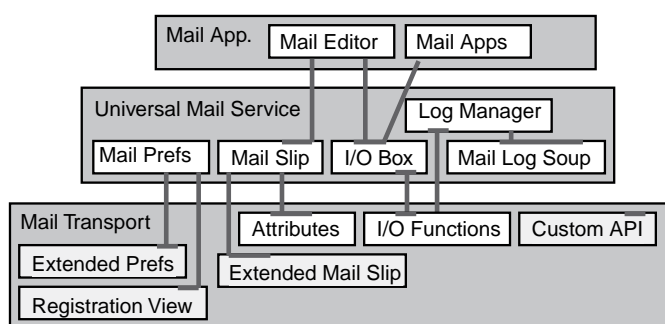 Mail App.
Mail Editor
Mail Apps
Universal Mail Service
Log Manager
Mail Prefs
Mail Slip
I/O Box
Mail Log Soup
Mail Transport
Attributes
I/O Functions
Custom API
Extended Prefs
Extended Mail Slip
Registration View